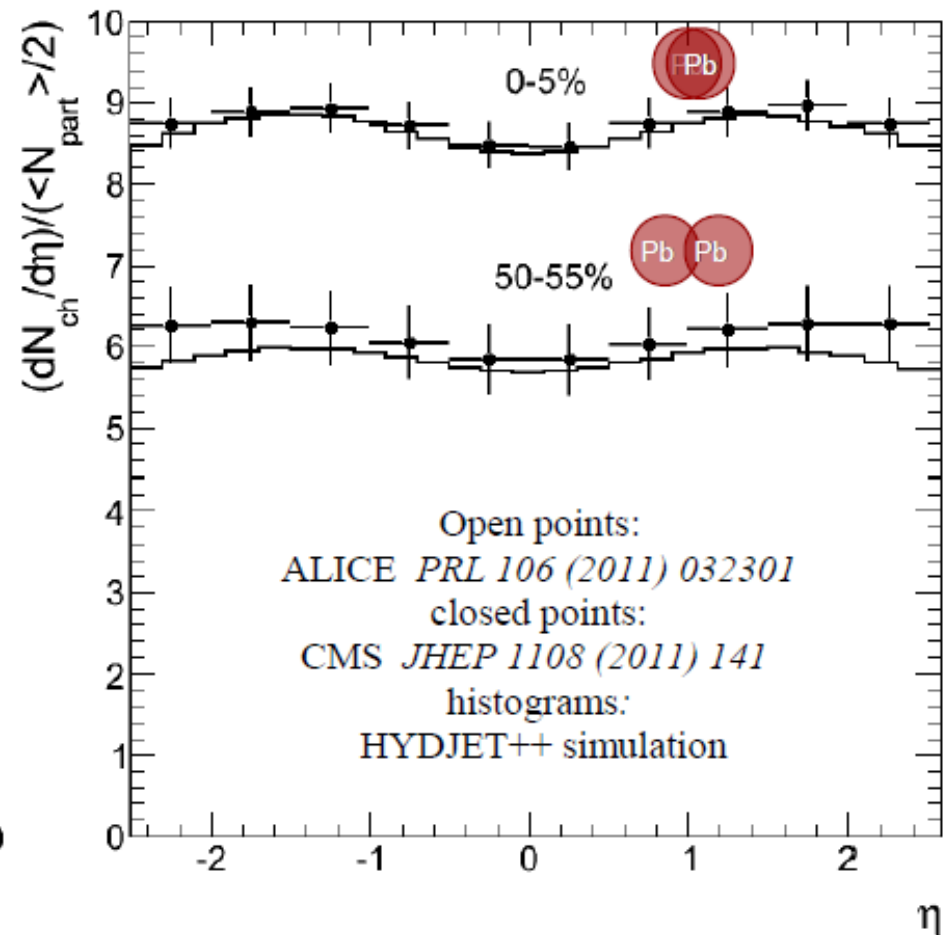 (dN_ch/dη)/(<N_part>/2)
10
9
8
7
6
5
4
3
2
1
0
0-5%
Pb
50-55%
Pb Pb
Open points:
ALICE PRL 106 (2011) 032301
closed points:
CMS JHEP 1108 (2011) 141
histograms:
HYDJET++ simulation
-2 -1 0 1 2
η